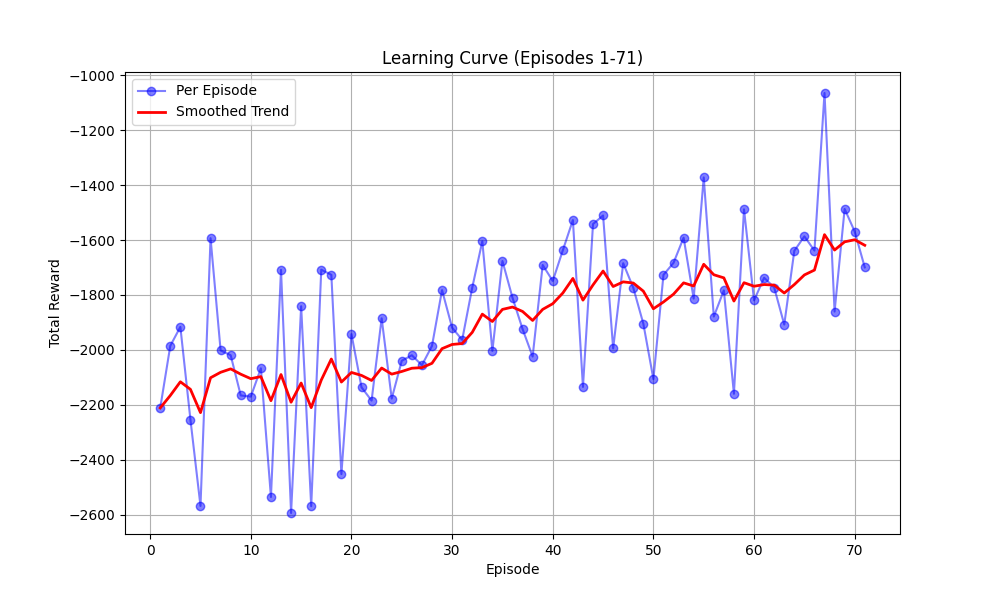 Learning Curve (Episodes 1-71)
Per Episode
Smoothed Trend
Total Reward
−1000
−1200
−1400
−1600
−1800
−2000
−2200
−2400
−2600
0 10 20 30 40 50 60 70
Episode